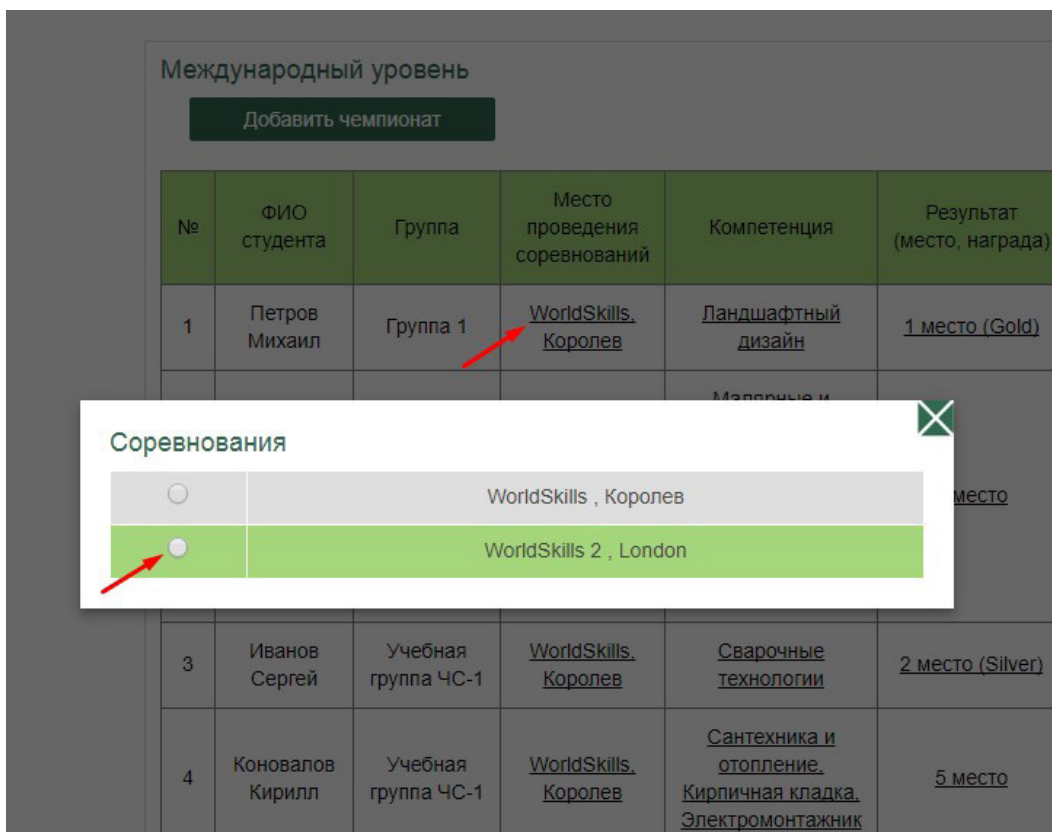 Международный уровень
Добавить чемпионат
№
ФИО
студента
Группа
Место
проведения
соревнований
Компетенция
Результат
(место, награда)
1
Петров
Михаил
Группа 1
WorldSkills,
Королев
Ландшафтный
дизайн
1 место (Gold)
Малярные и
место
Соревнования
WorldSkills , Королев
WorldSkills 2 , London
3
Иванов
Сергей
Учебная
группа ЧС-1
WorldSkills,
Королев
Сварочные
технологии
2 место (Silver)
4
Коновалов
Кирилл
Учебная
группа ЧС-1
WorldSkills,
Королев
Сантехника и
отопление,
Кирпичная кладка,
Электромонтажник
5 место